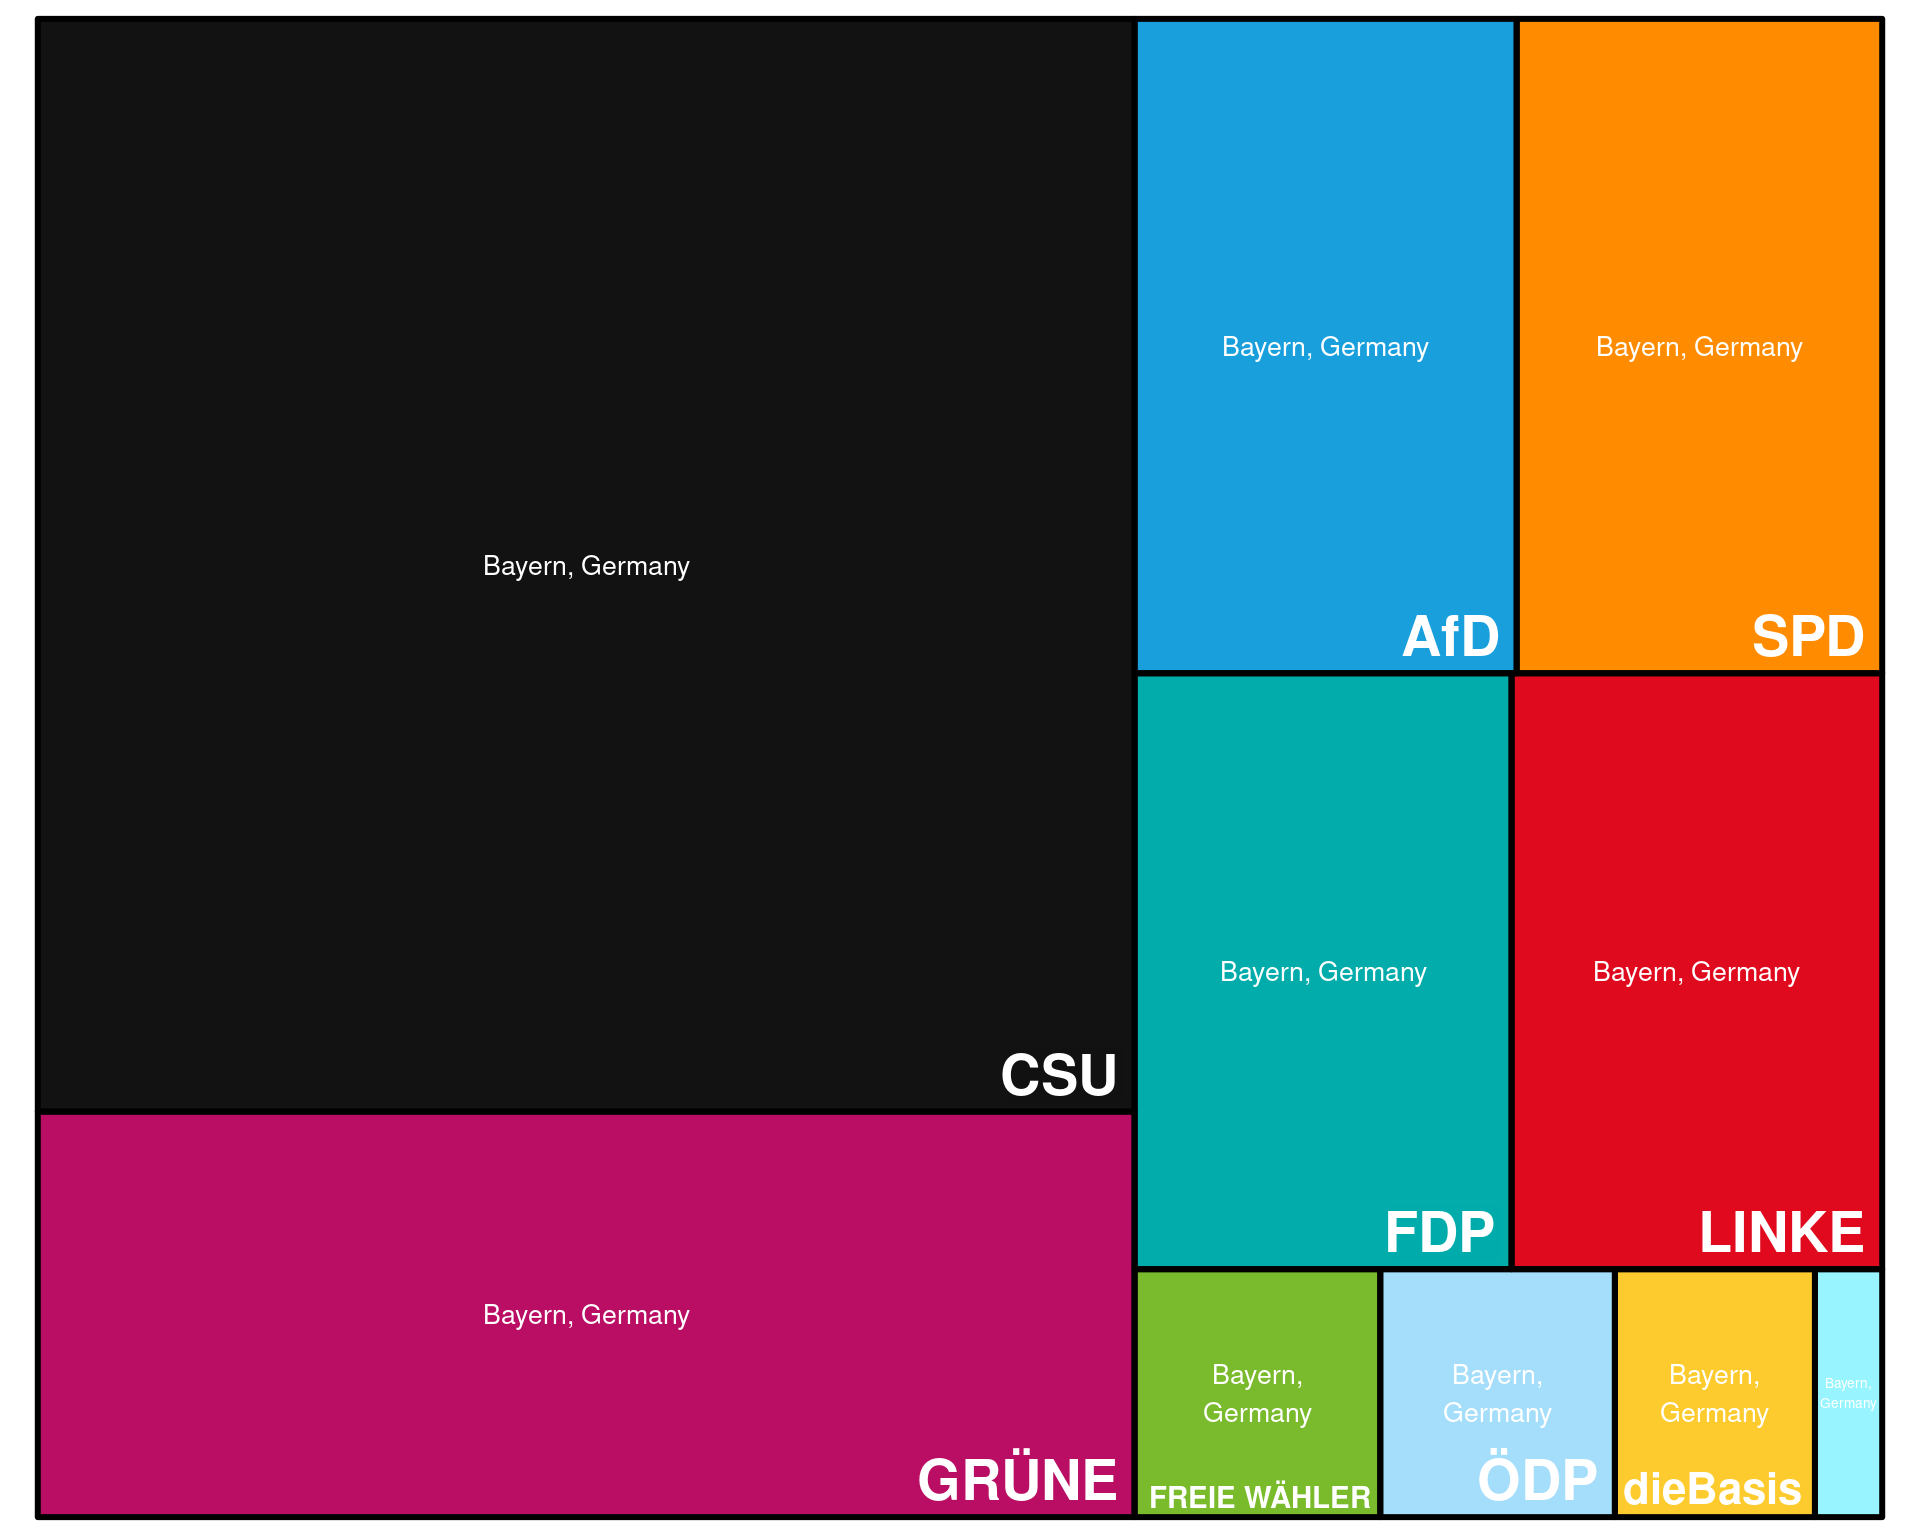 Bayern, Germany
CSU
Bayern, Germany
GRÜNE
Bayern, Germany
AfD
Bayern, Germany
SPD
Bayern, Germany
FDP
Bayern, Germany
LINKE
Bayern,
Germany
FREIE WÄHLER
Bayern,
Germany
ÖDP
Bayern,
Germany
dieBasis
Bayern,
Germany